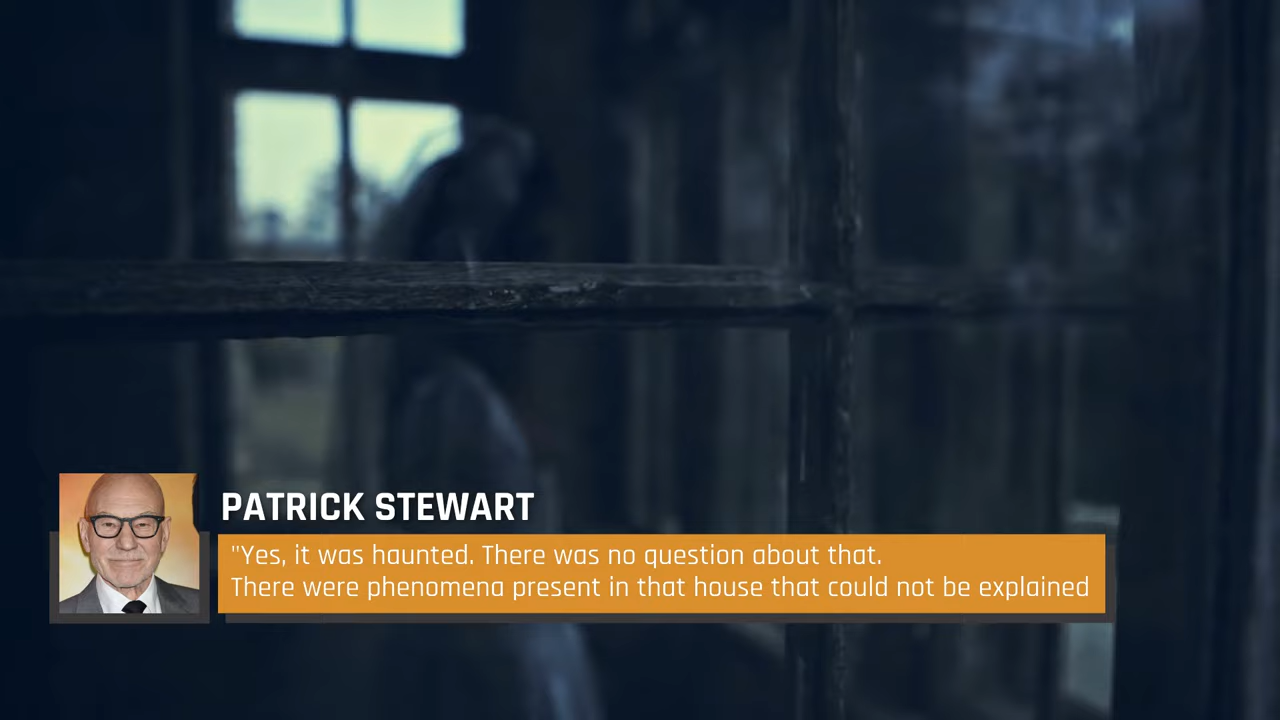 PATRICK STEWART
"Yes, it was haunted. There was no question about that.
There were phenomena present in that house that could not be explained